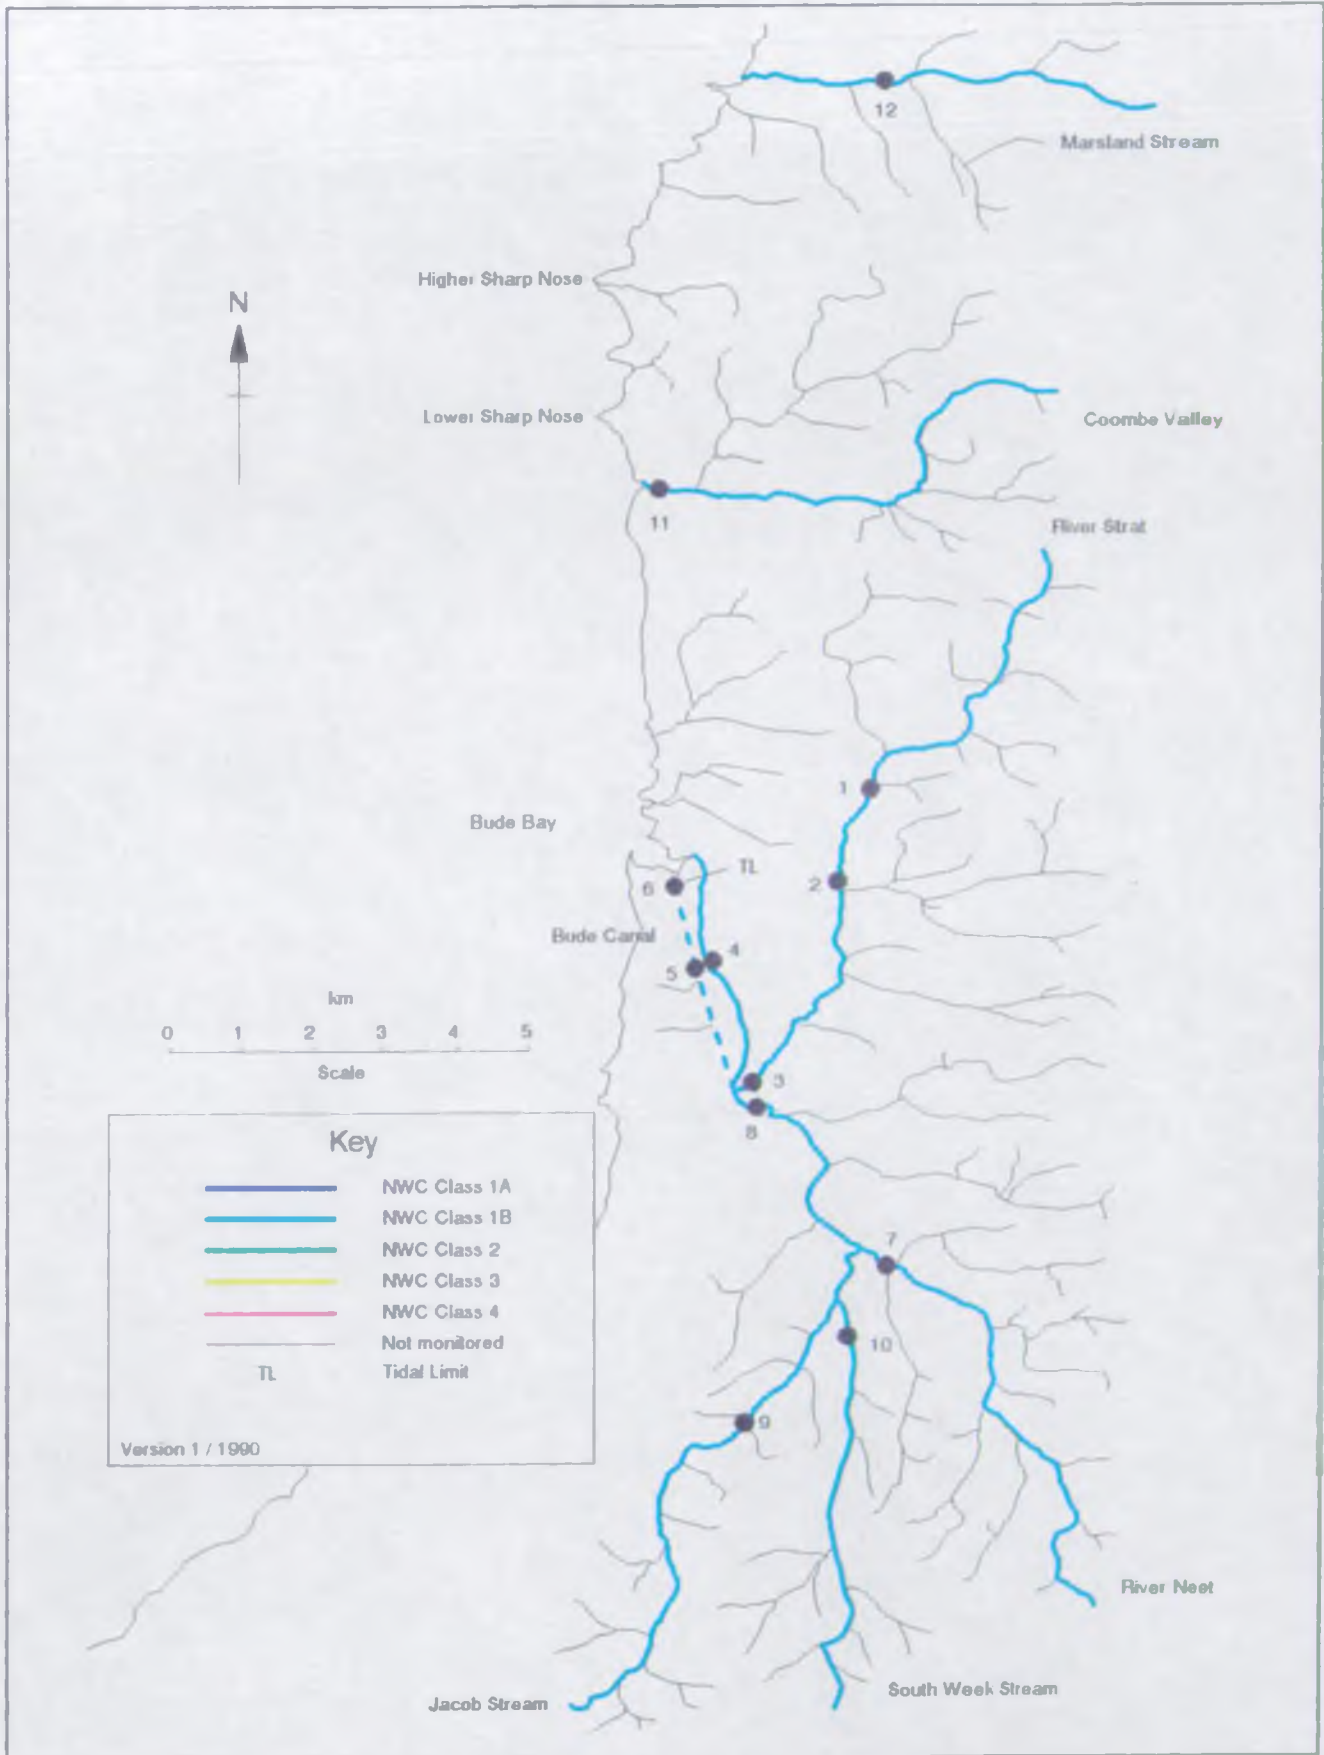 12
Marsland Stream
Higher Sharp Nose
N
Lower Sharp Nose
Coombe Valley
11
River Strat
1
Bude Bay
TL
6
2
Bude Canal
4
5
km
0 1 2 3 4 5
Scale
3
8
Key
NWC Class 1A
NWC Class 1B
NWC Class 2
NWC Class 3
NWC Class 4
Not monitored
TL Tidal Limit
Version 1 / 1990
7
10
9
River Neet
South Week Stream
Jacob Stream